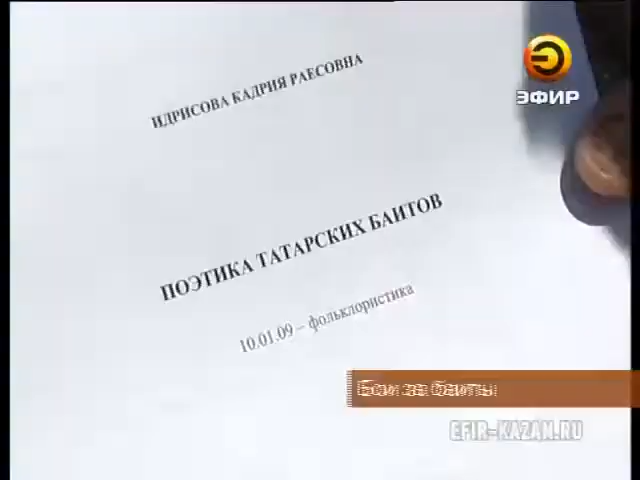 ИДРИСОВА КАДРИЯ РАЕСОВНА
ЭФИР
ПОЭТИКА ТАТАРСКИХ БАИТОВ
10.01.09 – фольклористика
Бои за баиты
EFIR-KAZAN.RU